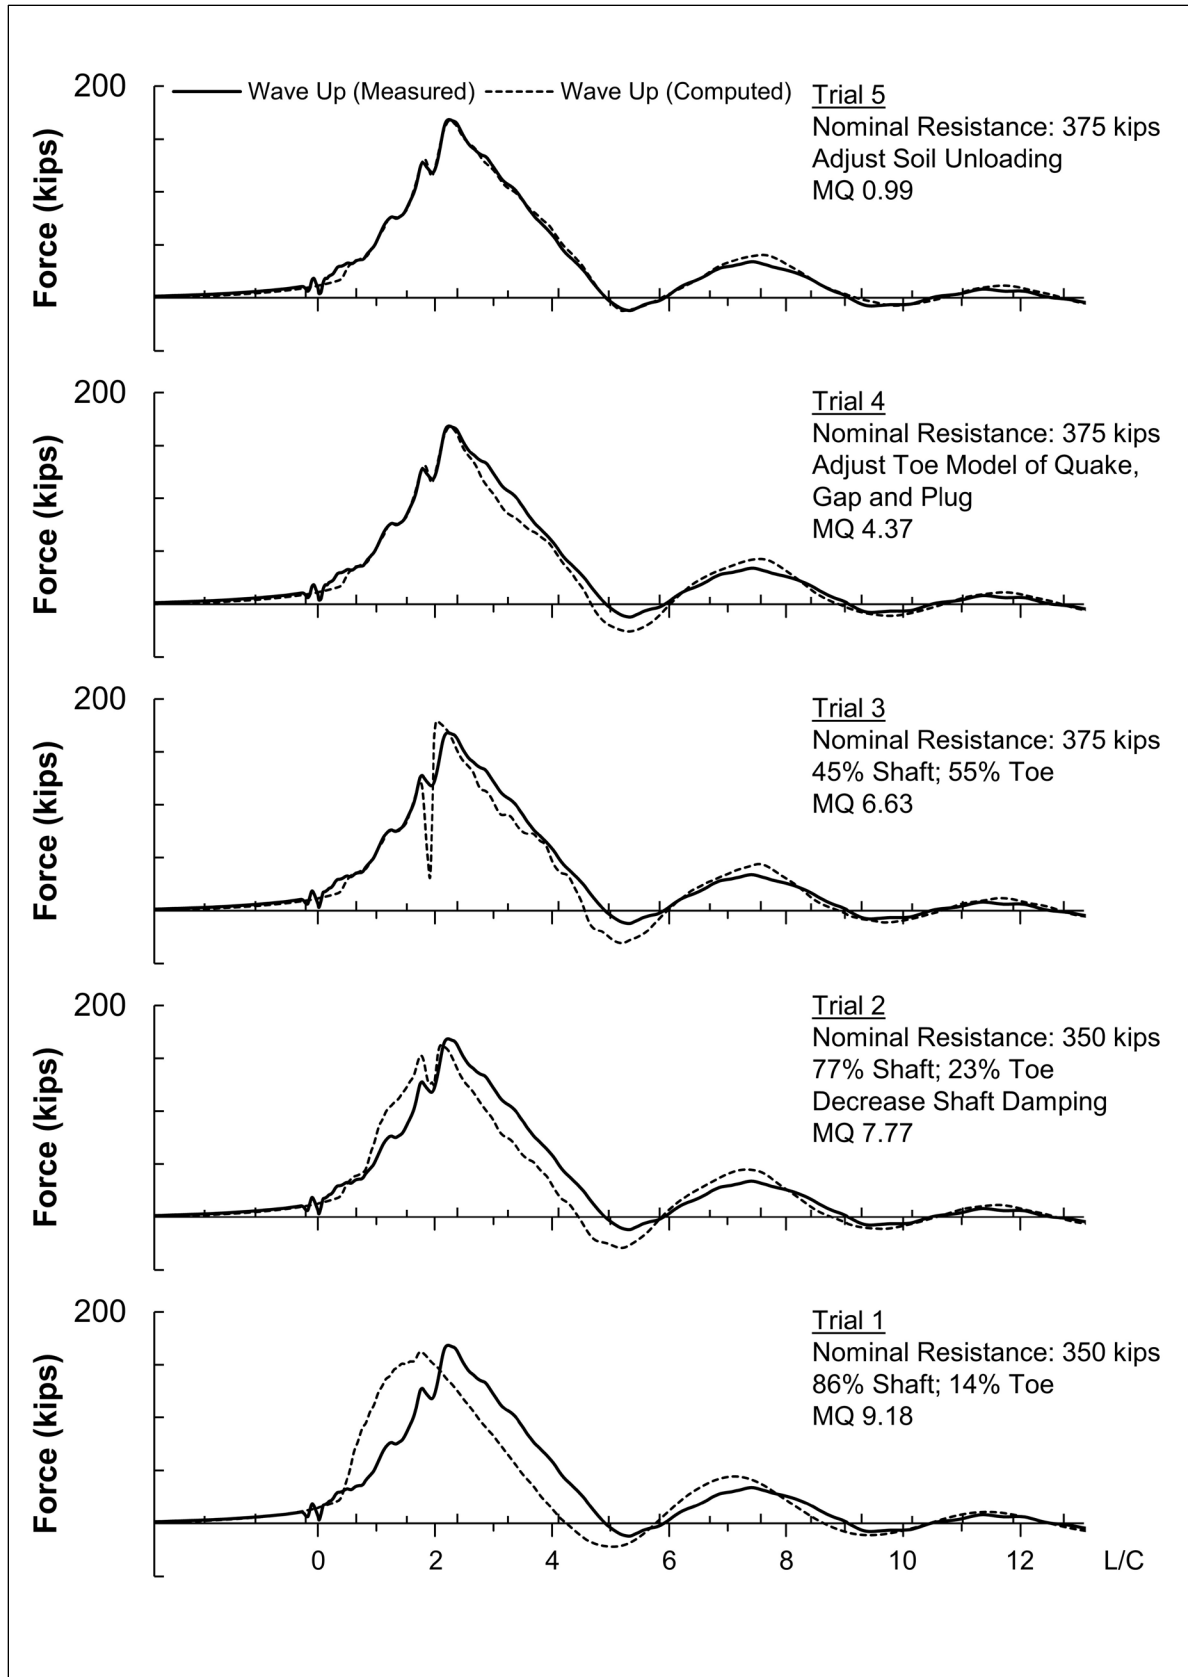 200
Force (kips)
Wave Up (Measured) Wave Up (Computed)
Trial 5
Nominal Resistance: 375 kips
Adjust Soil Unloading
MQ 0.99
200
Force (kips)
Trial 4
Nominal Resistance: 375 kips
Adjust Toe Model of Quake,
Gap and Plug
MQ 4.37
200
Force (kips)
Trial 3
Nominal Resistance: 375 kips
45% Shaft; 55% Toe
MQ 6.63
200
Force (kips)
Trial 2
Nominal Resistance: 350 kips
77% Shaft; 23% Toe
Decrease Shaft Damping
MQ 7.77
200
Force (kips)
Trial 1
Nominal Resistance: 350 kips
86% Shaft; 14% Toe
MQ 9.18
0 2 4 6 8 10 12 L/C